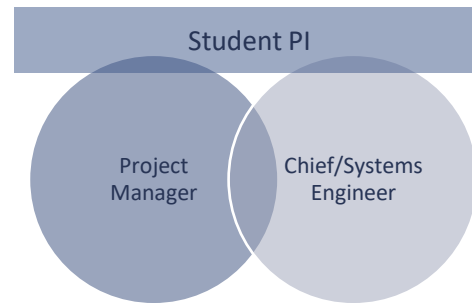 Student PI
Project
Manager
Chief/Systems
Engineer